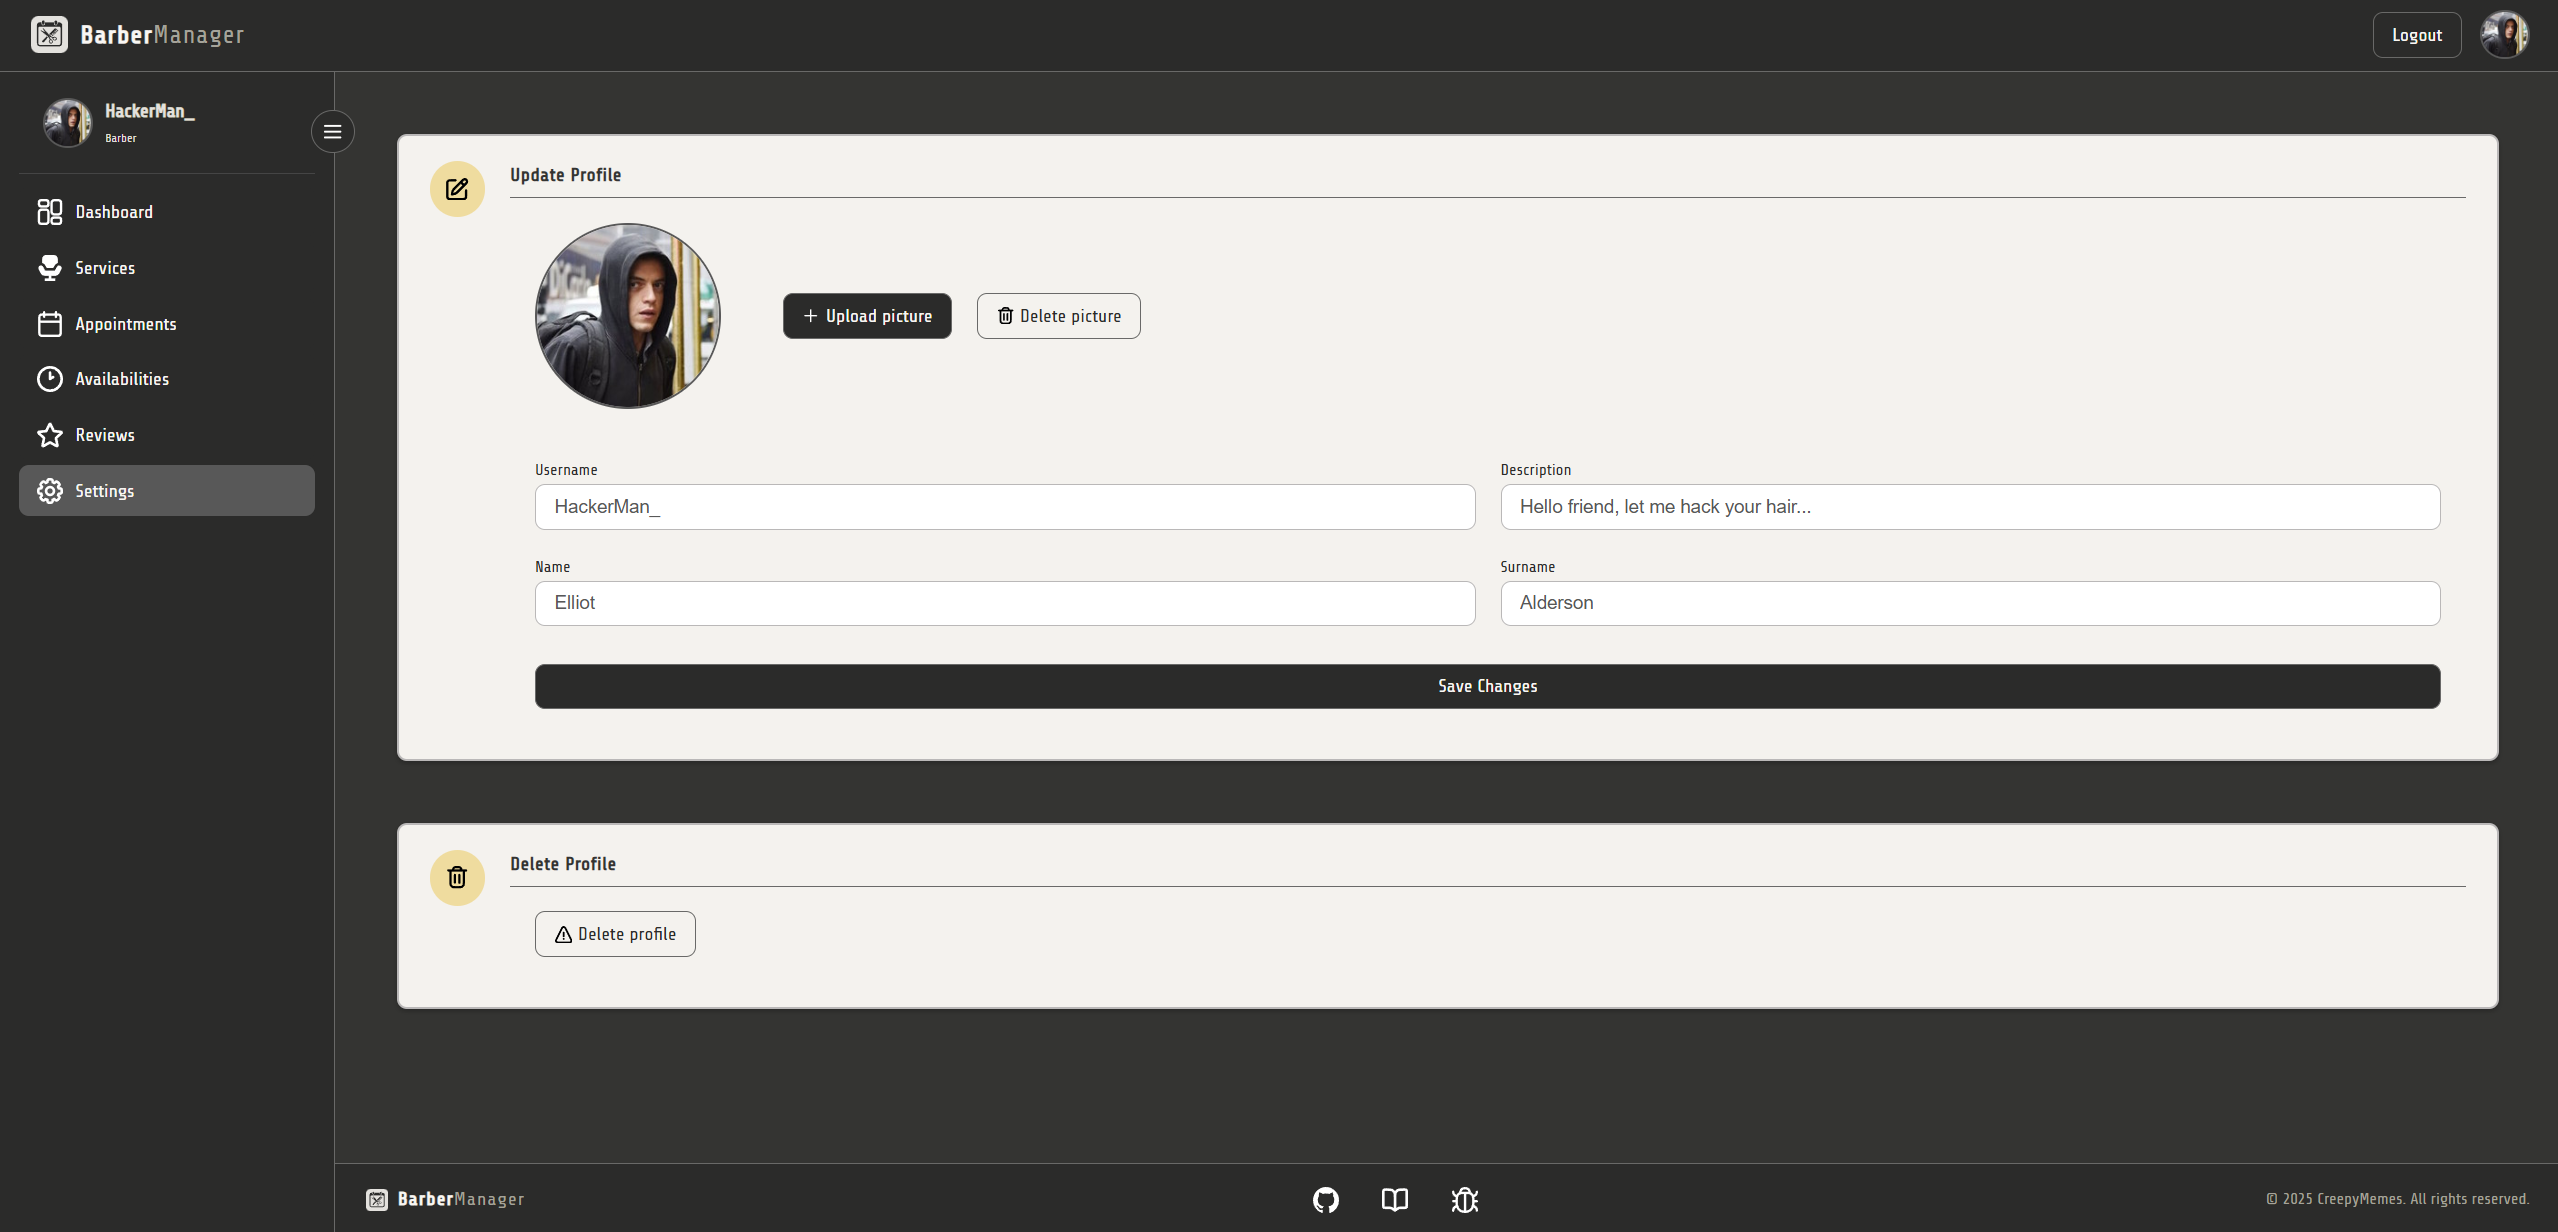 BarberManager
Logout
HackerMan_
Barber
Dashboard
Services
Appointments
Availabilities
Reviews
Settings
Update Profile
Upload picture
Delete picture
Username
Description
HackerMan_
Hello friend, let me hack your hair...
Name
Surname
Elliot
Alderson
Save Changes
Delete Profile
Delete profile
BarberManager
© 2025 CreepyMemes. All rights reserved.